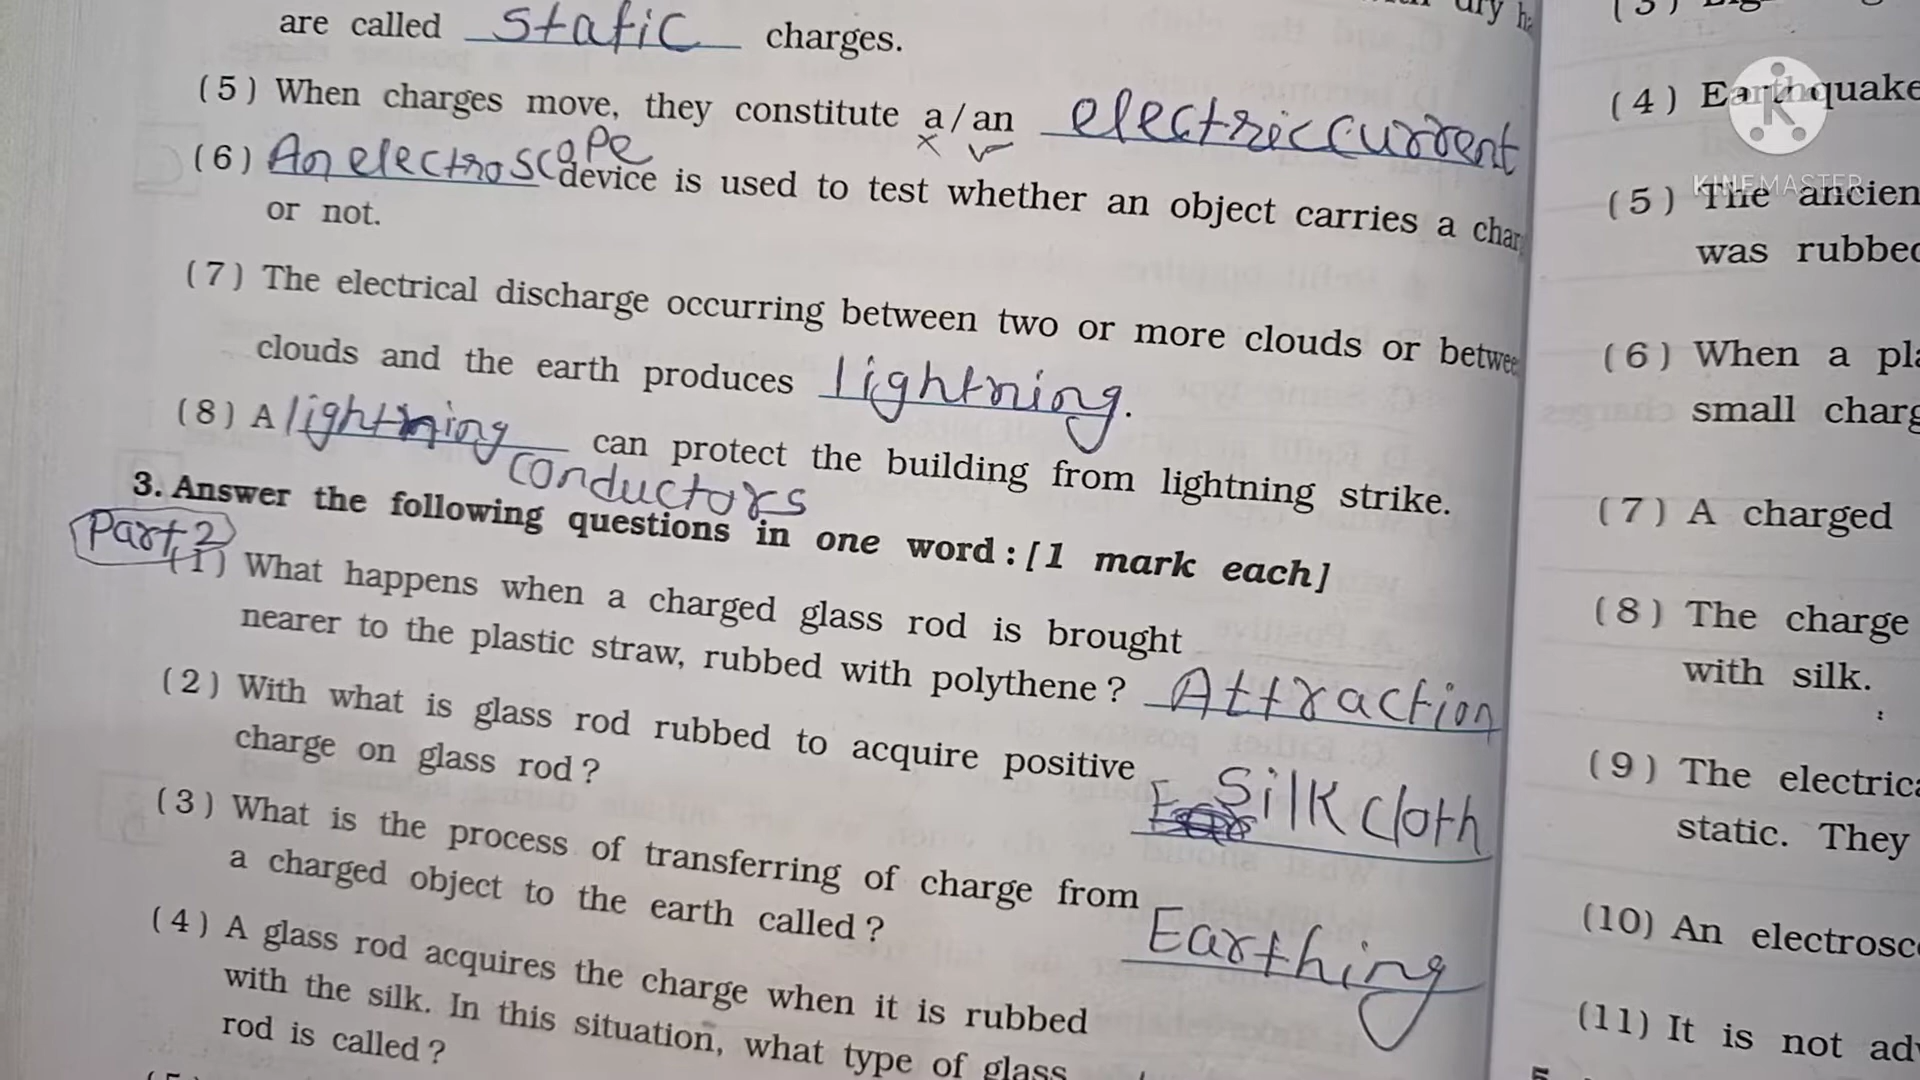 are called static charges.
(5) When charges move, they constitute a/an electric current
(6) An electroscope device is used to test whether an object carries a char
or not.
(7) The electrical discharge occurring between two or more clouds or betwee
clouds and the earth produces lightning.
(8) A lightning conductors can protect the building from lightning strike.
3. Answer the following questions in one word : [1 mark each]
Part 2
(1) What happens when a charged glass rod is brought
nearer to the plastic straw, rubbed with polythene ? Attraction
(2) With what is glass rod rubbed to acquire positive
charge on glass rod ? Silk cloth
(3) What is the process of transferring of charge from
a charged object to the earth called ? Earthing
(4) A glass rod acquires the charge when it is rubbed
with the silk. In this situation, what type of glass
rod is called ?
(4) Earthquake
(5) The ancien
was rubbed
(6) When a pla
small charg
(7) A charged
(8) The charge
with silk.
(9) The electrica
static. They
(10) An electrosco
(11) It is not adv
K
KINEMASTER